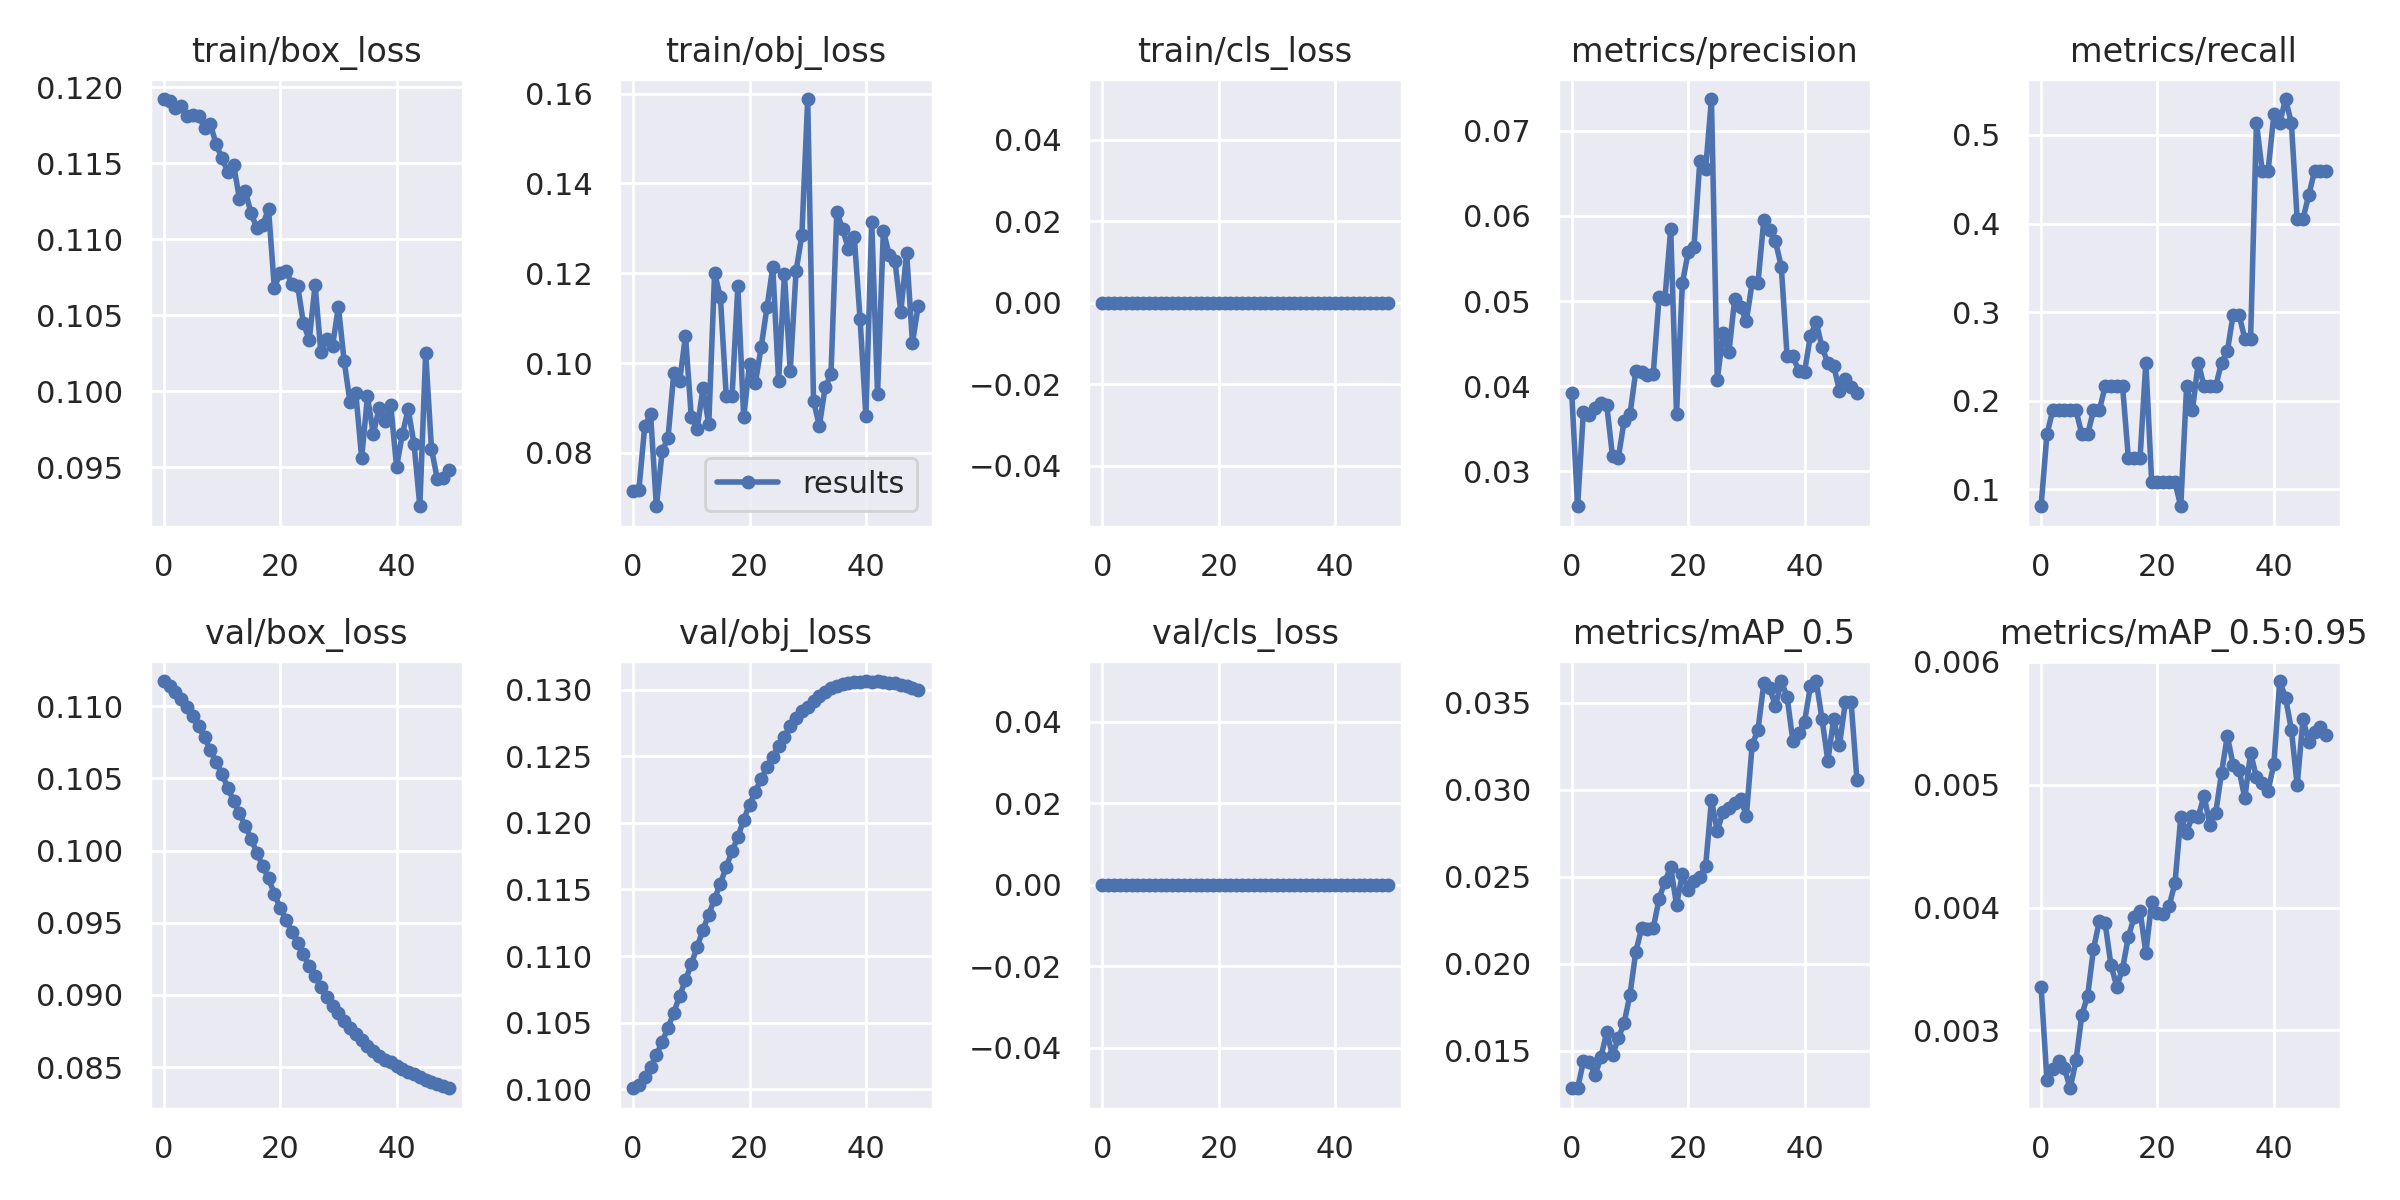 train/box_loss
0.120
0.115
0.110
0.105
0.100
0.095
0 20 40
train/obj_loss
0.16
0.14
0.12
0.10
0.08
results
0 20 40
train/cls_loss
0.04
0.02
0.00
−0.02
−0.04
0 20 40
metrics/precision
0.07
0.06
0.05
0.04
0.03
0 20 40
metrics/recall
0.5
0.4
0.3
0.2
0.1
0 20 40
val/box_loss
0.110
0.105
0.100
0.095
0.090
0.085
0 20 40
val/obj_loss
0.130
0.125
0.120
0.115
0.110
0.105
0.100
0 20 40
val/cls_loss
0.04
0.02
0.00
−0.02
−0.04
0 20 40
metrics/mAP_0.5
0.035
0.030
0.025
0.020
0.015
0 20 40
metrics/mAP_0.5:0.95
0.006
0.005
0.004
0.003
0 20 40